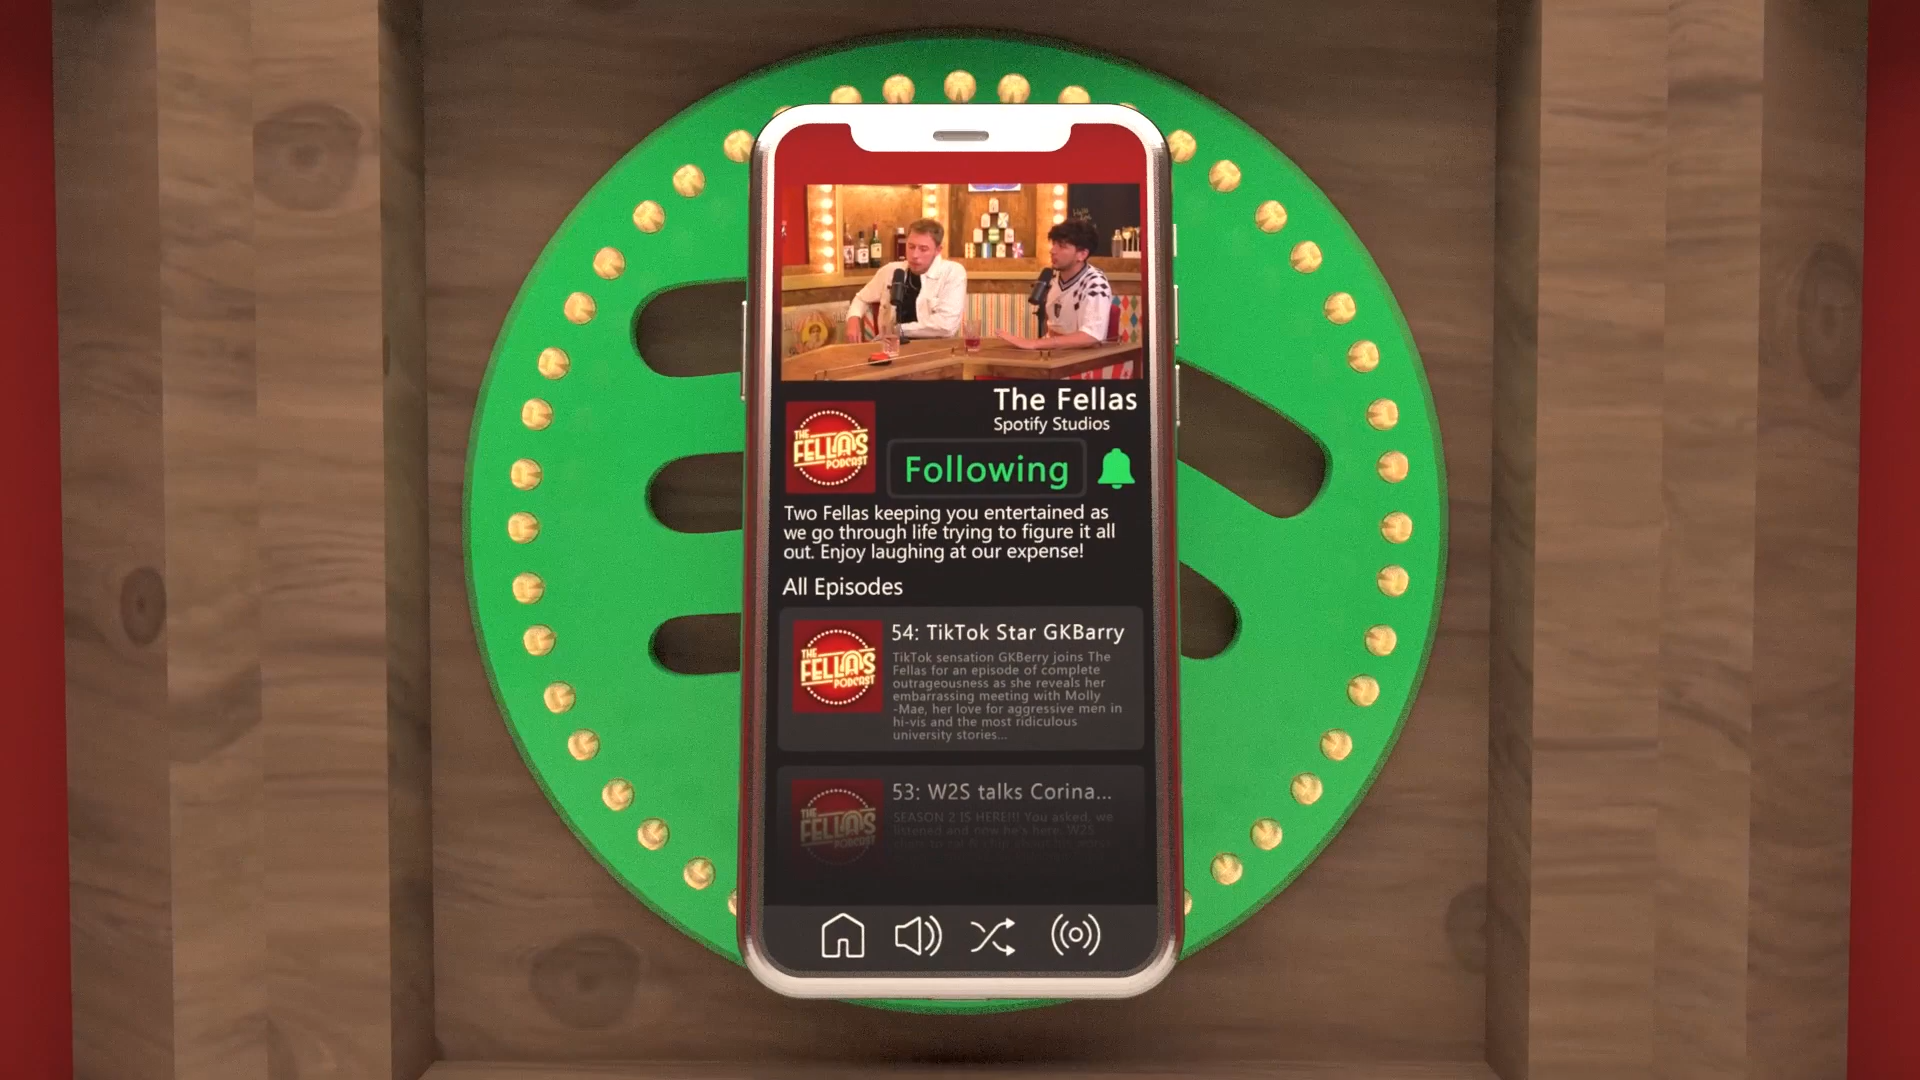 The Fellas
Spotify Studios
THE
FELLAS
PODCAST
Following
Two Fellas keeping you entertained as
we go through life trying to figure it all
out. Enjoy laughing at our expense!
All Episodes
THE
FELLAS
PODCAST
54: TikTok Star GKBarry
TikTok sensation GKBerry joins The
Fellas for an episode of complete
outrageousness as she reveals her
embarrassing meeting with Molly
-Mae, her love for aggressive men in
hi-vis and the most ridiculous
university stories...
THE
FELLAS
PODCAST
53: W2S talks Corina...
SEASON 2 IS HERE!!! You asked, we
listened and now he's here. W2S